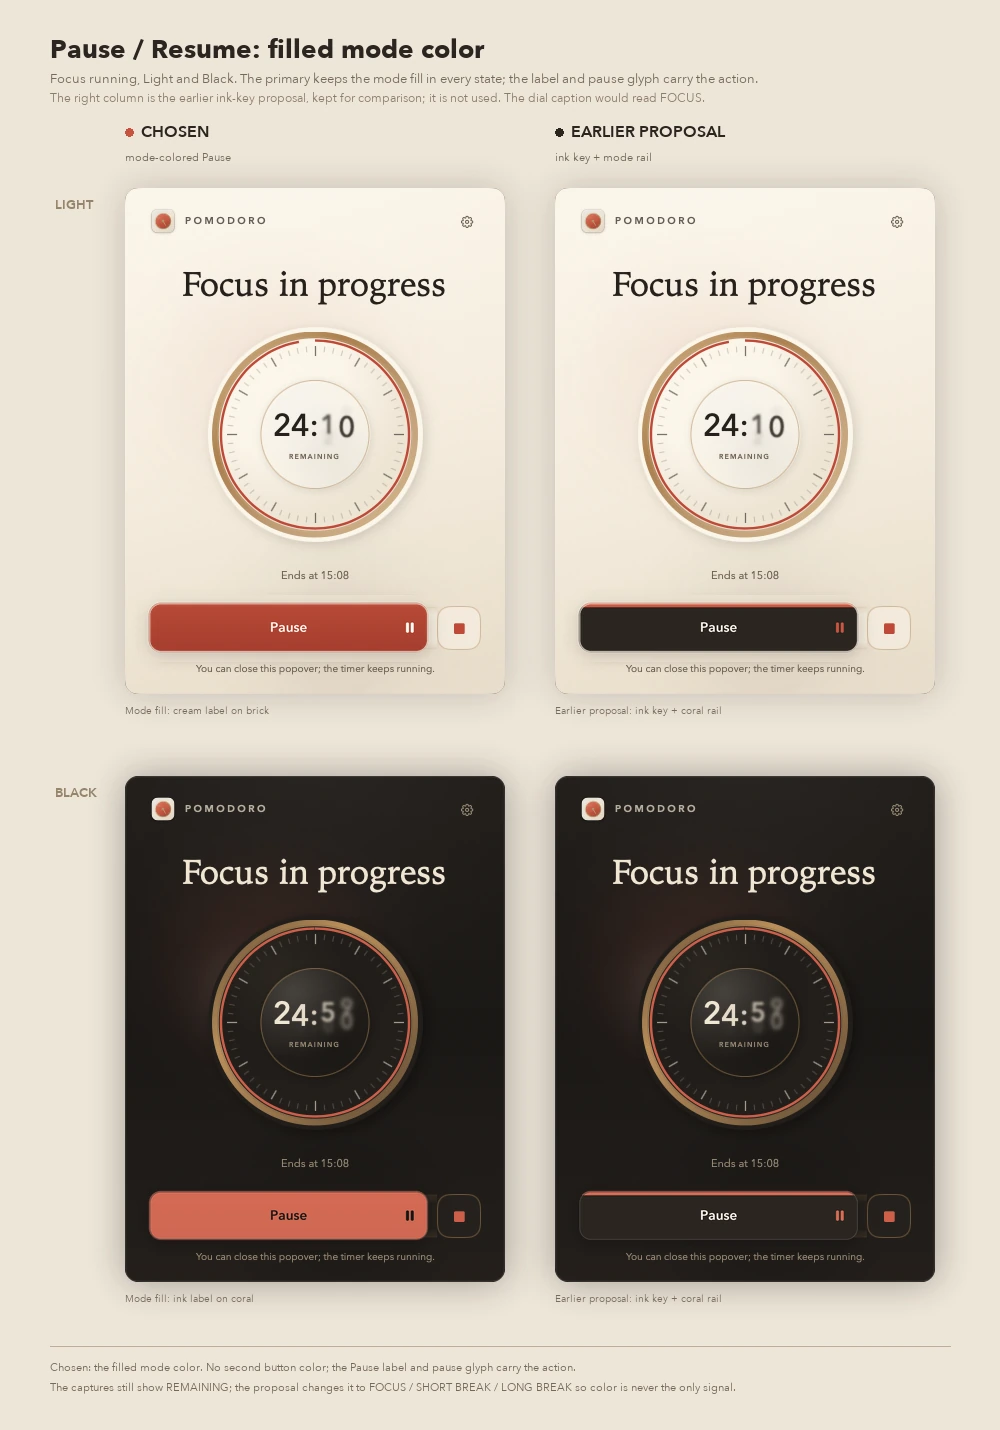 Pause / Resume: filled mode color
Focus running, Light and Black. The primary keeps the mode fill in every state; the label and pause glyph carry the action.
The right column is the earlier ink-key proposal, kept for comparison; it is not used. The dial caption would read FOCUS.
CHOSEN
mode-colored Pause
EARLIER PROPOSAL
ink key + mode rail
LIGHT
POMODORO
Focus in progress
24:10
REMAINING
Ends at 15:08
Pause
You can close this popover; the timer keeps running.
Mode fill: cream label on brick
POMODORO
Focus in progress
24:10
REMAINING
Ends at 15:08
Pause
You can close this popover; the timer keeps running.
Earlier proposal: ink key + coral rail
BLACK
POMODORO
Focus in progress
24:5
REMAINING
Ends at 15:08
Pause
You can close this popover; the timer keeps running.
Mode fill: ink label on coral
POMODORO
Focus in progress
24:5
REMAINING
Ends at 15:08
Pause
You can close this popover; the timer keeps running.
Earlier proposal: ink key + coral rail
Chosen: the filled mode color. No second button color; the Pause label and pause glyph carry the action.
The captures still show REMAINING; the proposal changes it to FOCUS / SHORT BREAK / LONG BREAK so color is never the only signal.